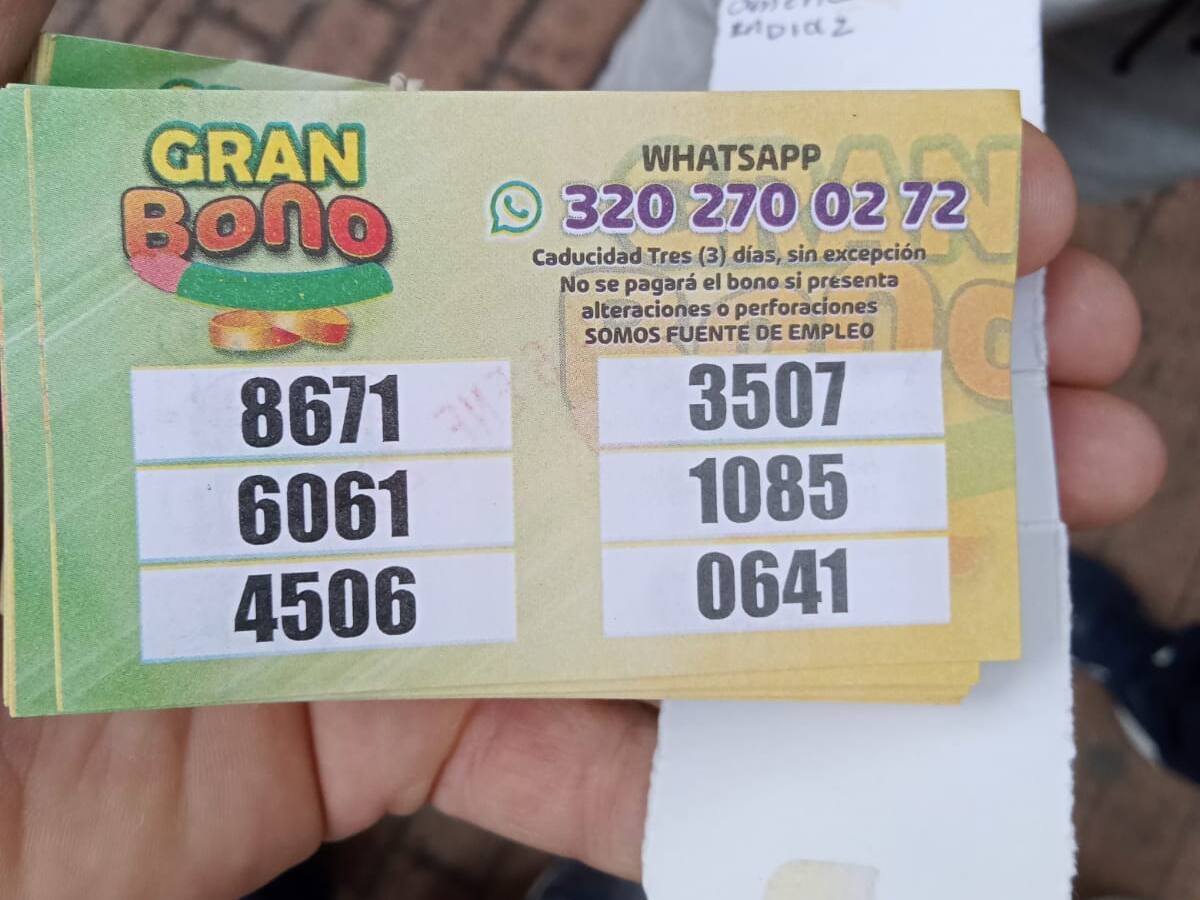 GRAN
BONO
WHATSAPP
320 270 02 72
Caducidad Tres (3) días, sin excepción
No se pagará el bono si presenta
alteraciones o perforaciones
SOMOS FUENTE DE EMPLEO
8671
3507
6061
1085
4506
0641